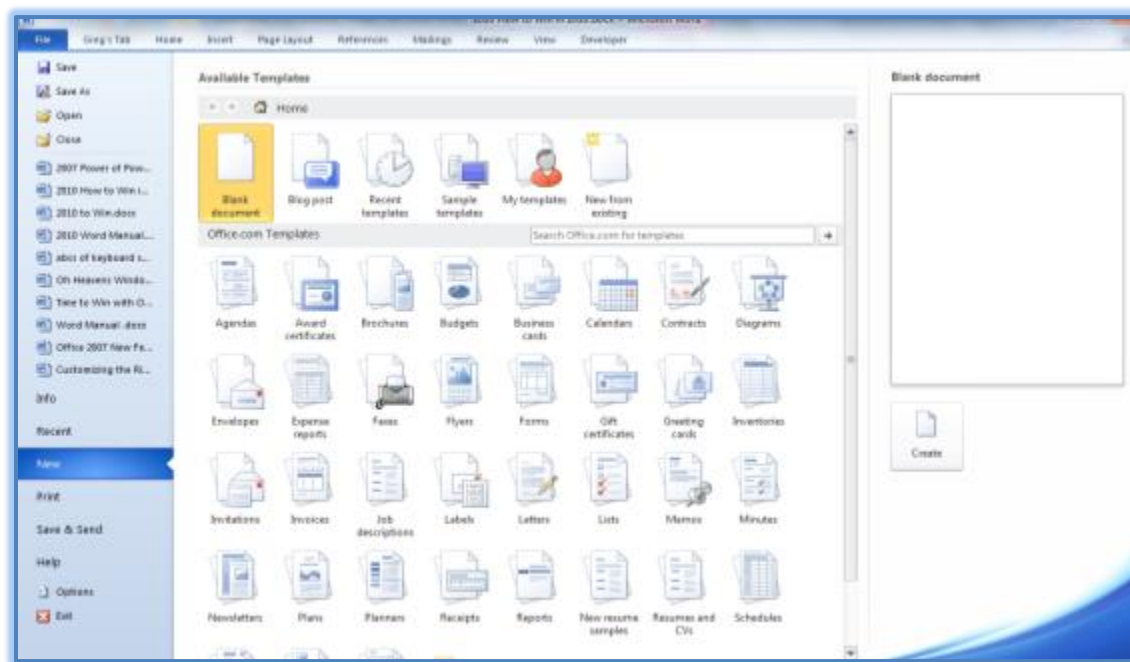 File Greg's Tab Home Insert Page Layout References Mailings Review View Developer
Save
Save As
Open
Close
2007 Power of Pow...
2010 How to Win i...
2010 to Win.docx
2010 Word Manual...
abcs of keyboard s...
Oh Heavens Windo...
Time to Win with O...
Word Manual .docx
Office 2007 New Fe...
Customizing the Ri...
Info
Recent
New
Print
Save & Send
Help
Options
Exit
Available Templates
Home
Blank document
Blog post
Recent templates
Sample templates
My templates
New from existing
Office.com Templates
Search Office.com for templates
Agendas
Award certificates
Brochures
Budgets
Business cards
Calendars
Contracts
Diagrams
Envelopes
Expense reports
Faxes
Flyers
Forms
Gift certificates
Greeting cards
Inventories
Invitations
Invoices
Job descriptions
Labels
Letters
Lists
Memos
Minutes
Newsletters
Plans
Planners
Receipts
Reports
New resume samples
Resumes and CVs
Schedules
Blank document
Create